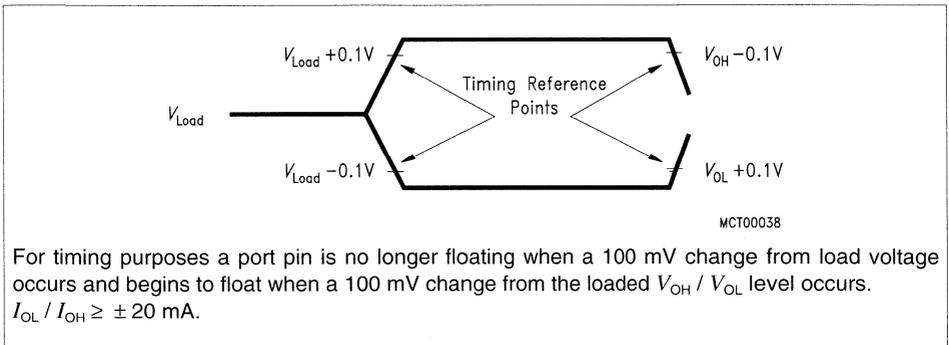 V_Load +0.1V
V_OH −0.1V
Timing Reference
Points
V_Load
V_Load −0.1V
V_OL +0.1V
MCT00038
For timing purposes a port pin is no longer floating when a 100 mV change from load voltage
occurs and begins to float when a 100 mV change from the loaded V_OH / V_OL level occurs.
I_OL / I_OH ≥ ± 20 mA.